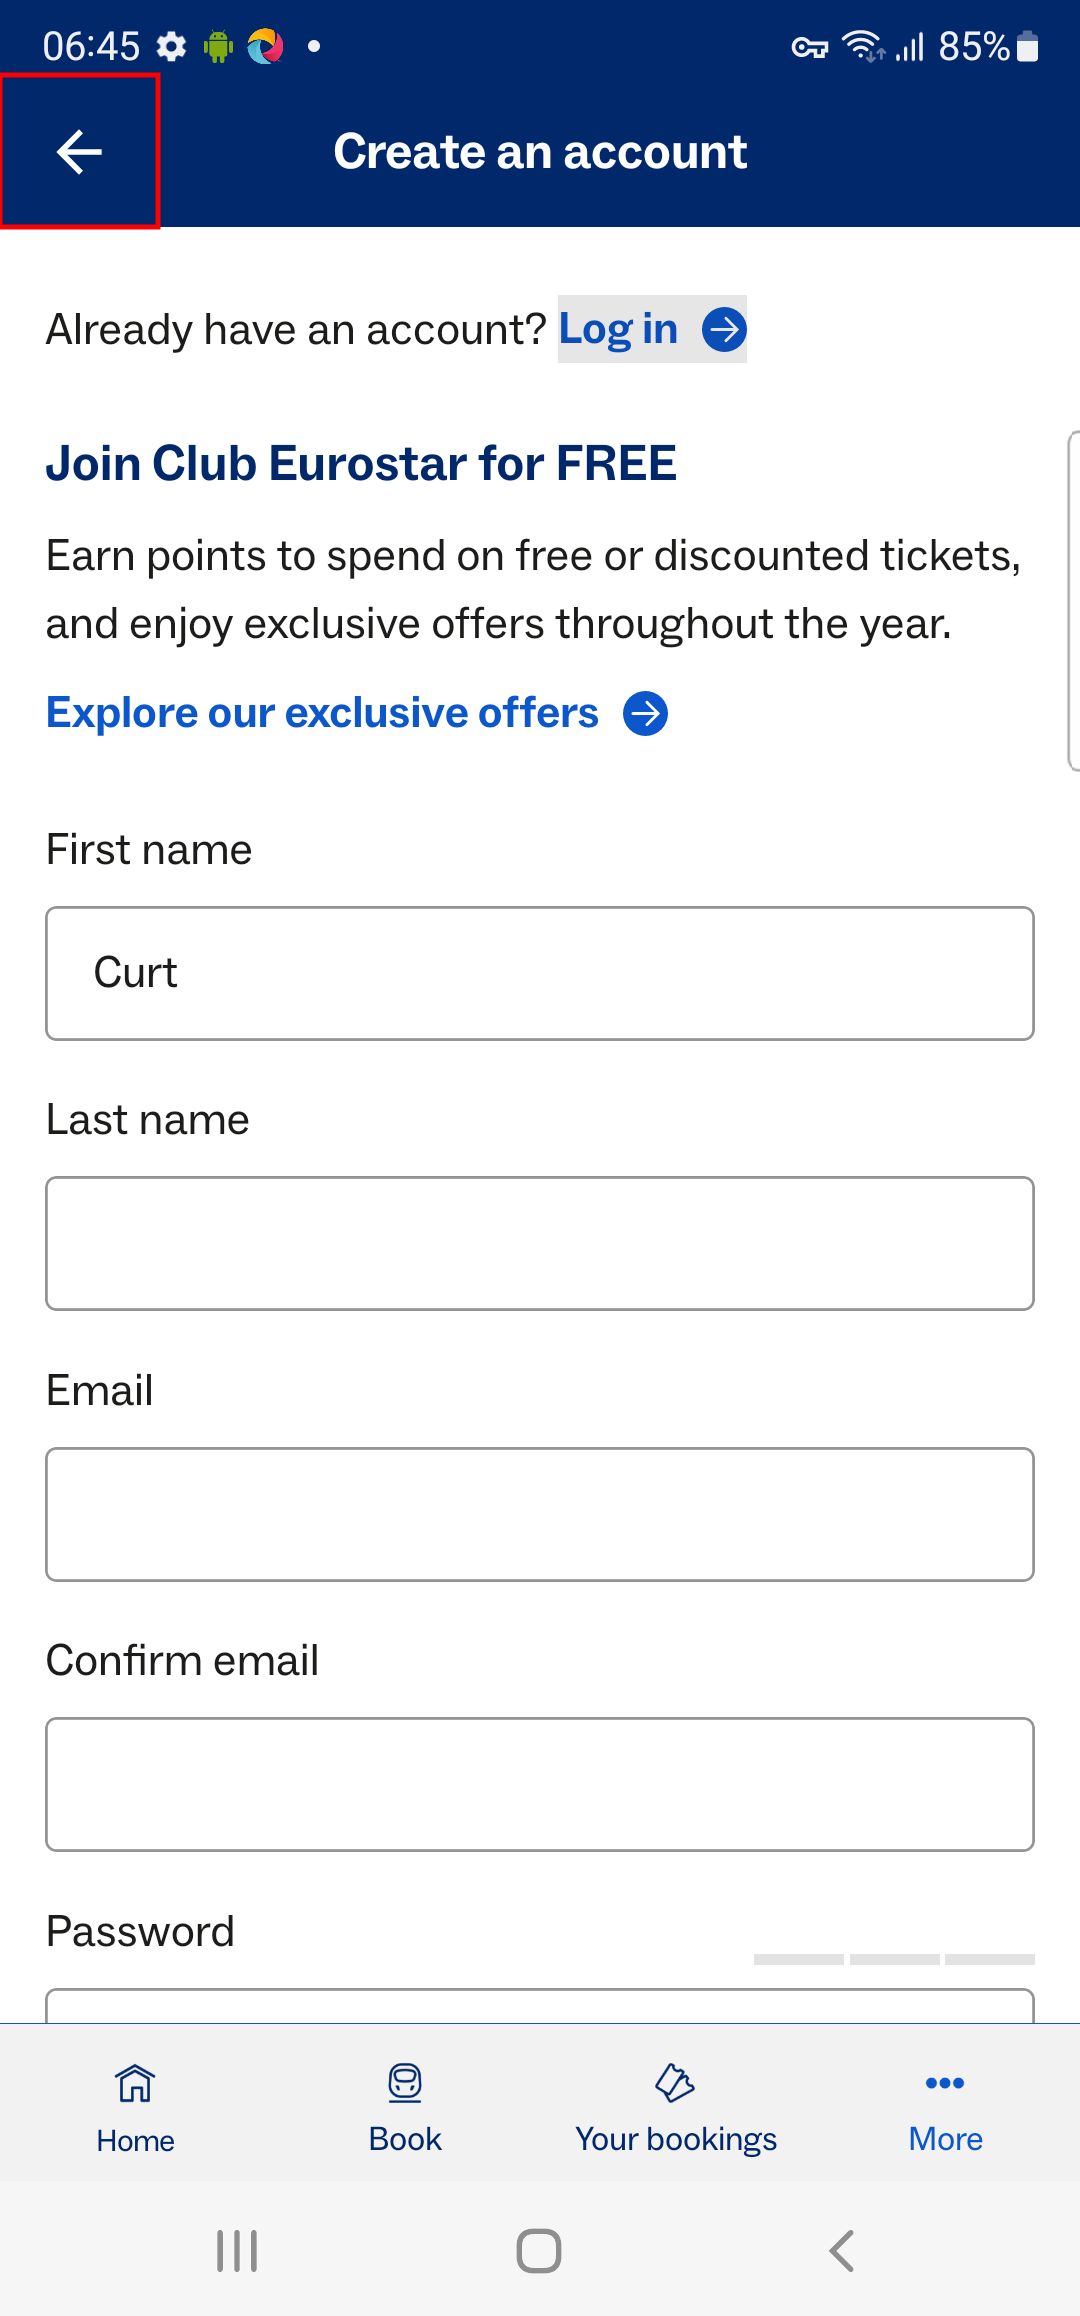 06:45
85%
Create an account
Already have an account? Log in
Join Club Eurostar for FREE
Earn points to spend on free or discounted tickets,
and enjoy exclusive offers throughout the year.
Explore our exclusive offers
First name
Curt
Last name
Email
Confirm email
Password
Home
Book
Your bookings
More